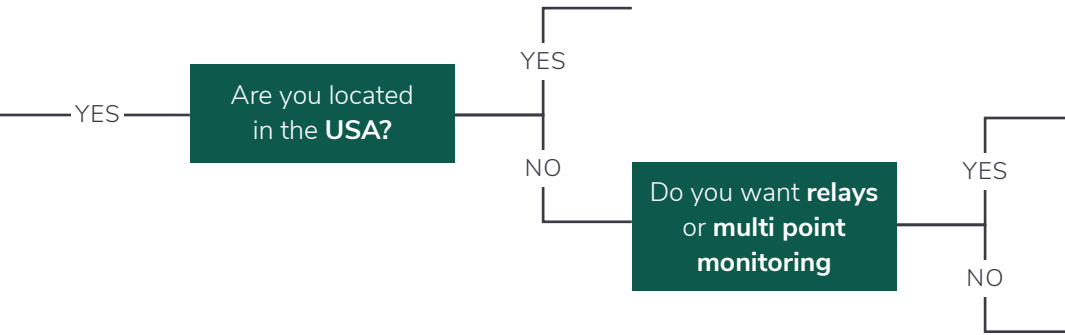 YES
Are you located
in the USA?
YES
NO
Do you want relays
or multi point
monitoring
YES
NO